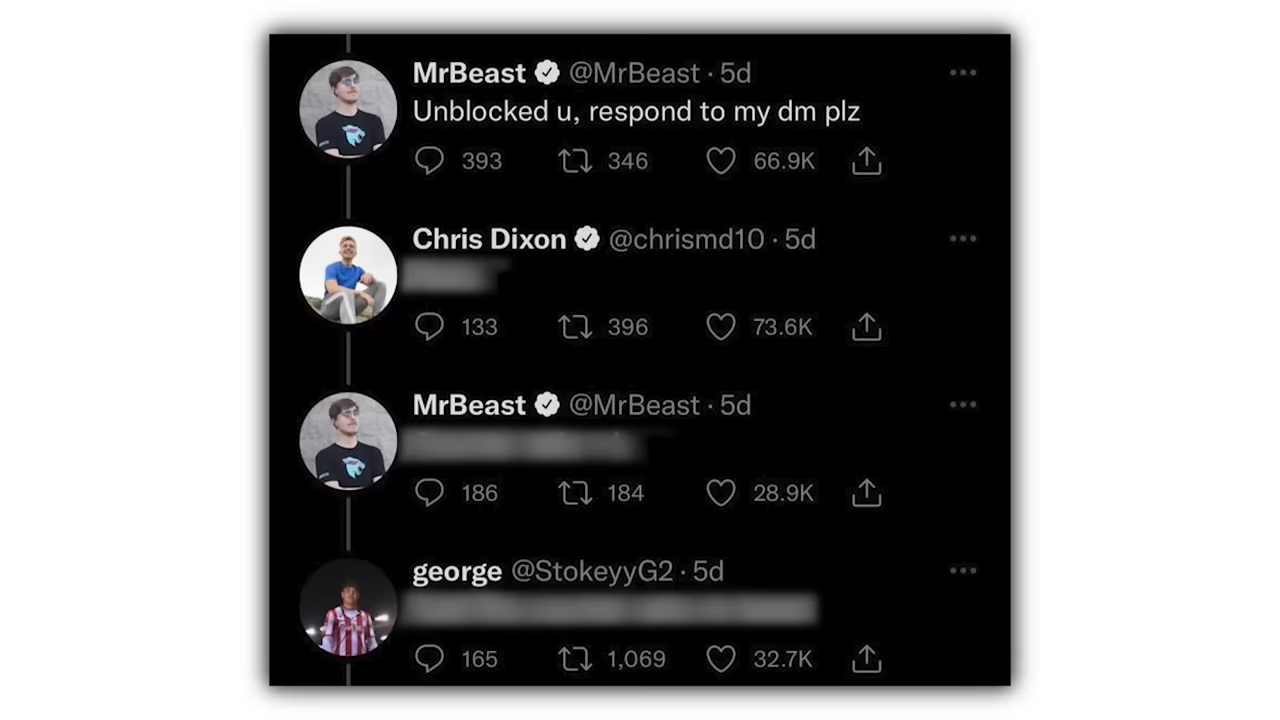 MrBeast @MrBeast · 5d
Unblocked u, respond to my dm plz
393 346 66.9K
Chris Dixon @chrismd10 · 5d
133 396 73.6K
MrBeast @MrBeast · 5d
186 184 28.9K
george @StokeyyG2 · 5d
165 1,069 32.7K